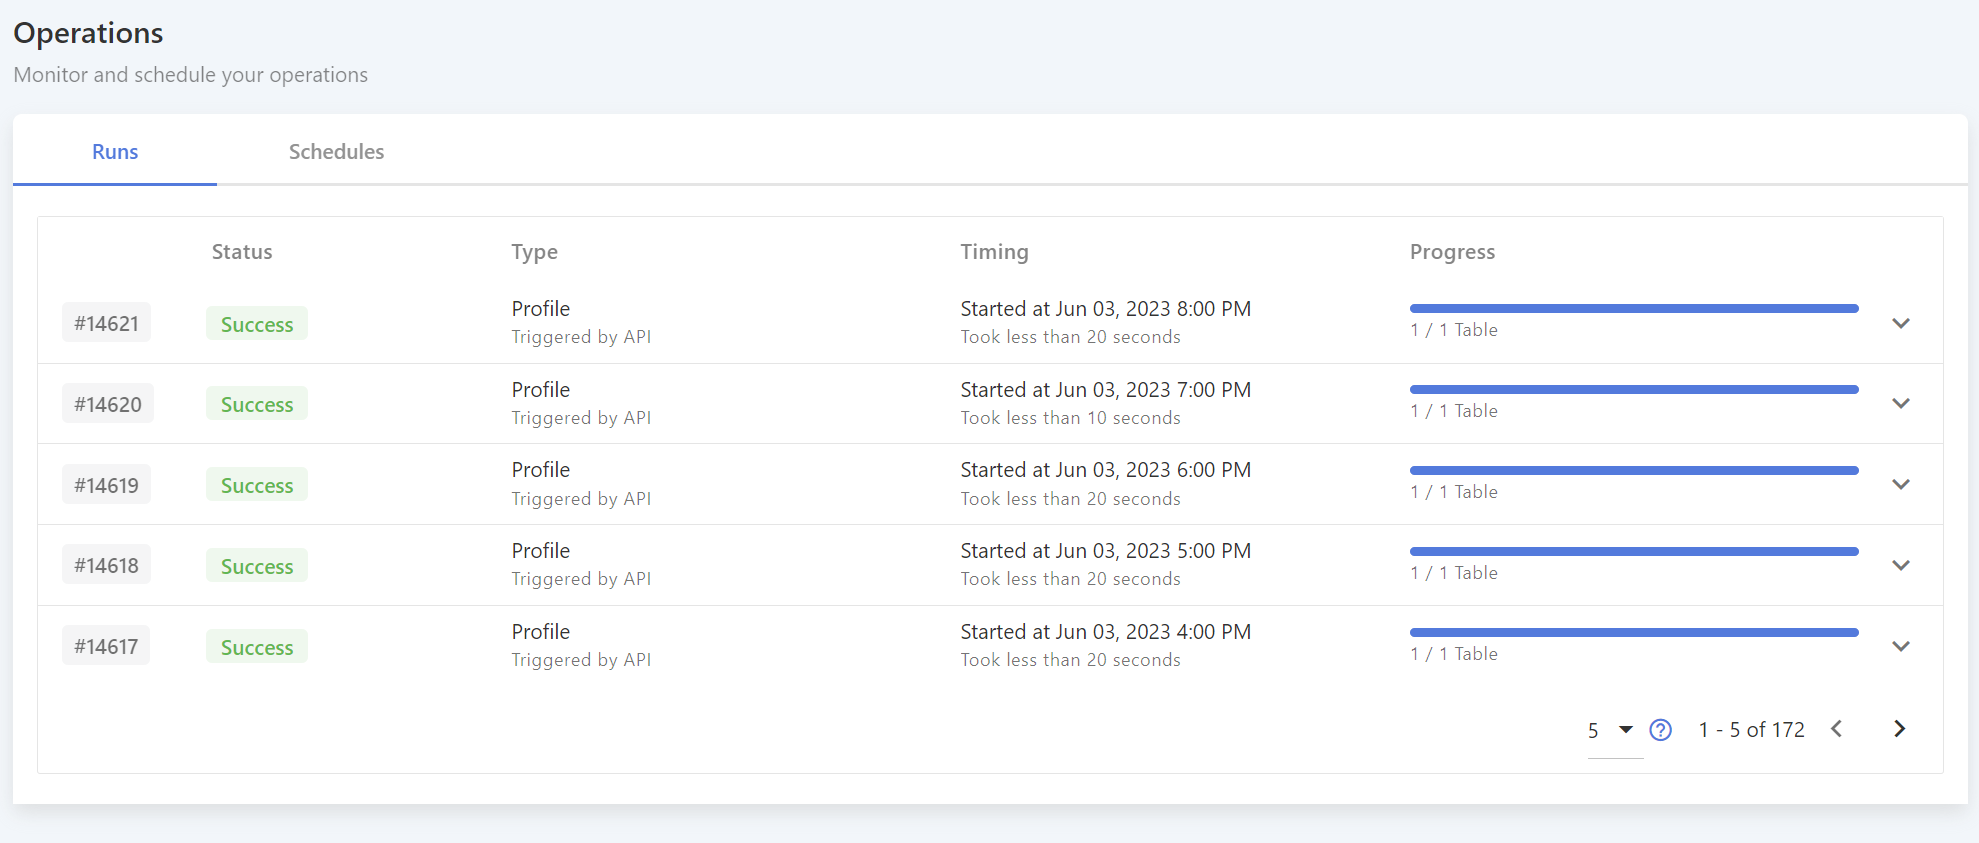 Operations
Monitor and schedule your operations
Runs Schedules
Status Type Timing Progress
#14621 Success Profile Started at Jun 03, 2023 8:00 PM
Triggered by API Took less than 20 seconds 1 / 1 Table
#14620 Success Profile Started at Jun 03, 2023 7:00 PM
Triggered by API Took less than 10 seconds 1 / 1 Table
#14619 Success Profile Started at Jun 03, 2023 6:00 PM
Triggered by API Took less than 20 seconds 1 / 1 Table
#14618 Success Profile Started at Jun 03, 2023 5:00 PM
Triggered by API Took less than 20 seconds 1 / 1 Table
#14617 Success Profile Started at Jun 03, 2023 4:00 PM
Triggered by API Took less than 20 seconds 1 / 1 Table
5 ? 1 - 5 of 172